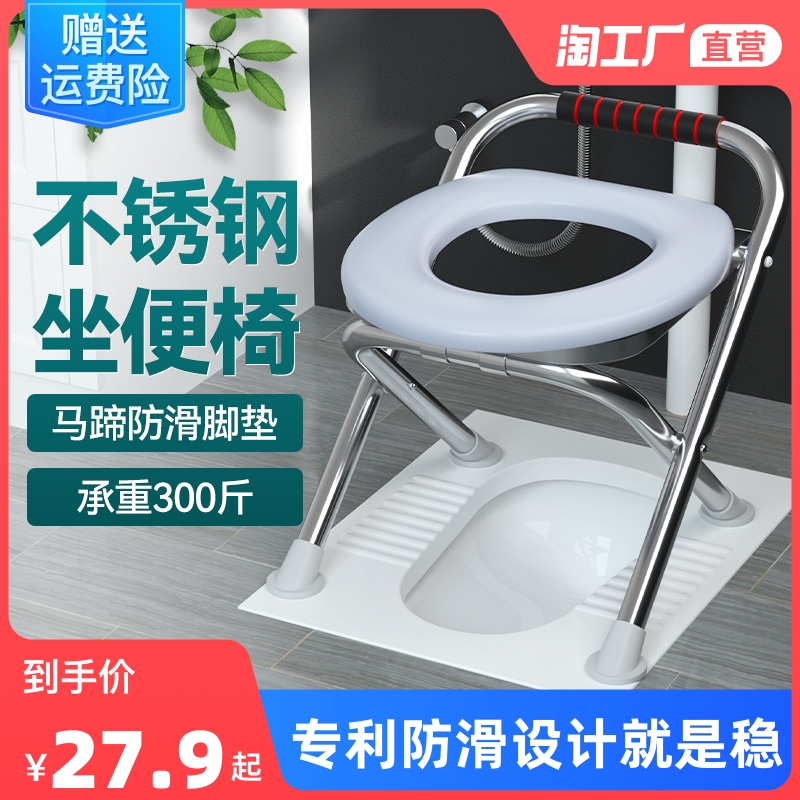 赠送
运费险
淘工厂 直营
不锈钢
坐便椅
马蹄防滑脚垫
承重300斤
到手价
¥27.9起
专利防滑设计就是稳